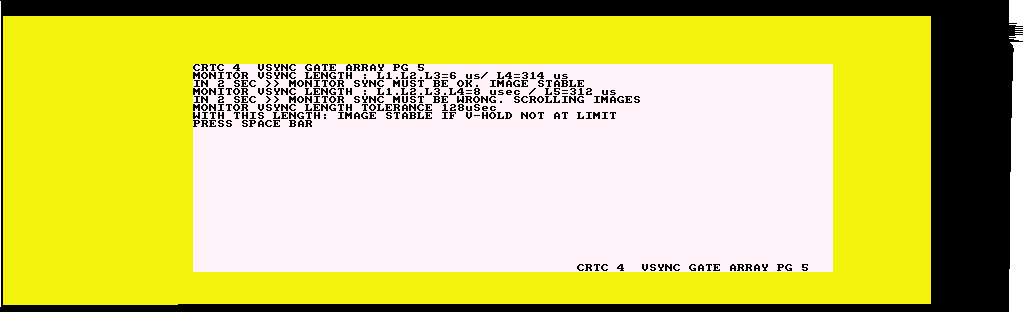 CRTC 4  VSYNC GATE ARRAY PG 5
MONITOR VSYNC LENGTH : L1.L2.L3=6 us/ L4=314 us
IN 2 SEC >> MONITOR SYNC MUST BE OK. IMAGE STABLE
MONITOR VSYNC LENGTH : L1.L2.L3.L4=8 usec / L5=312 us
IN 2 SEC >> MONITOR SYNC MUST BE WRONG. SCROLLING IMAGES
MONITOR VSYNC LENGTH TOLERANCE 128uSec
WITH THIS LENGTH: IMAGE STABLE IF V-HOLD NOT AT LIMIT
PRESS SPACE BAR
CRTC 4  VSYNC GATE ARRAY PG 5